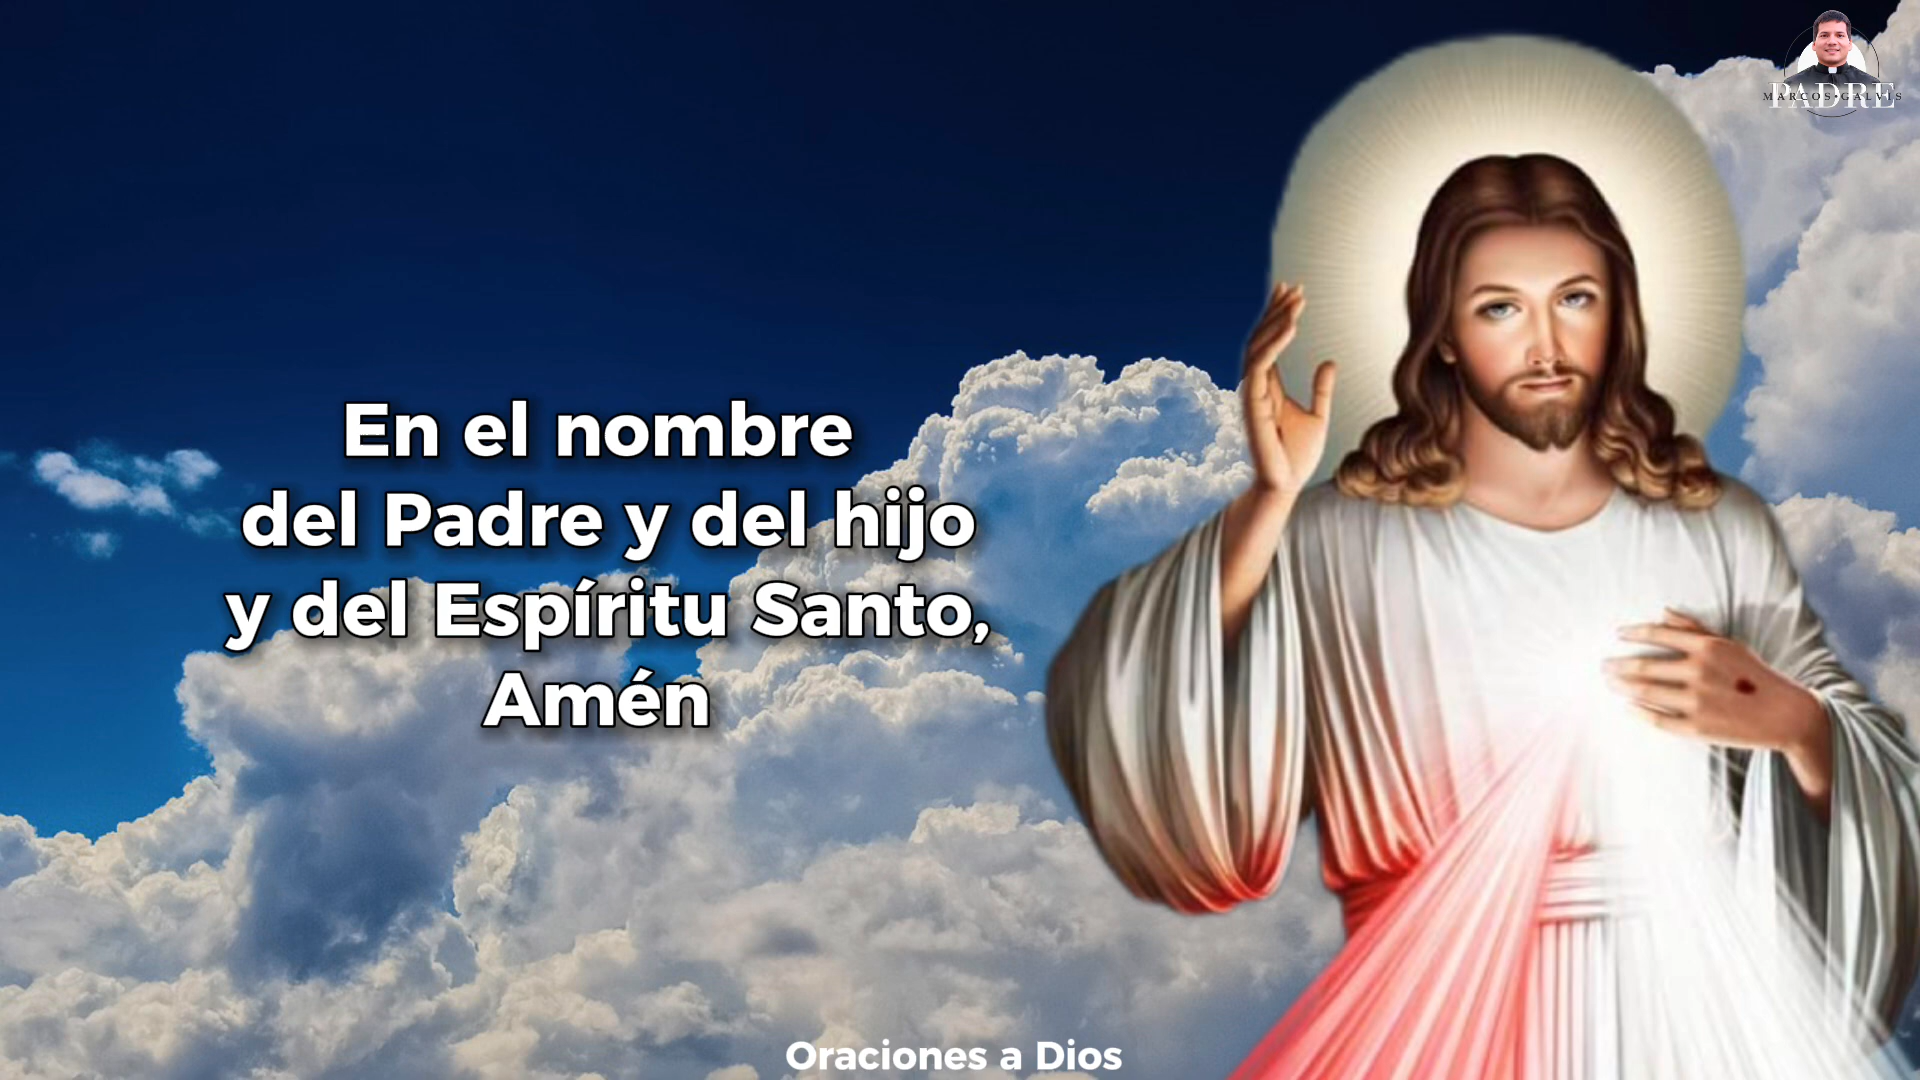 PADRE
MARCOS·GALVIS
En el nombre
del Padre y del hijo
y del Espíritu Santo,
Amén
Oraciones a Dios